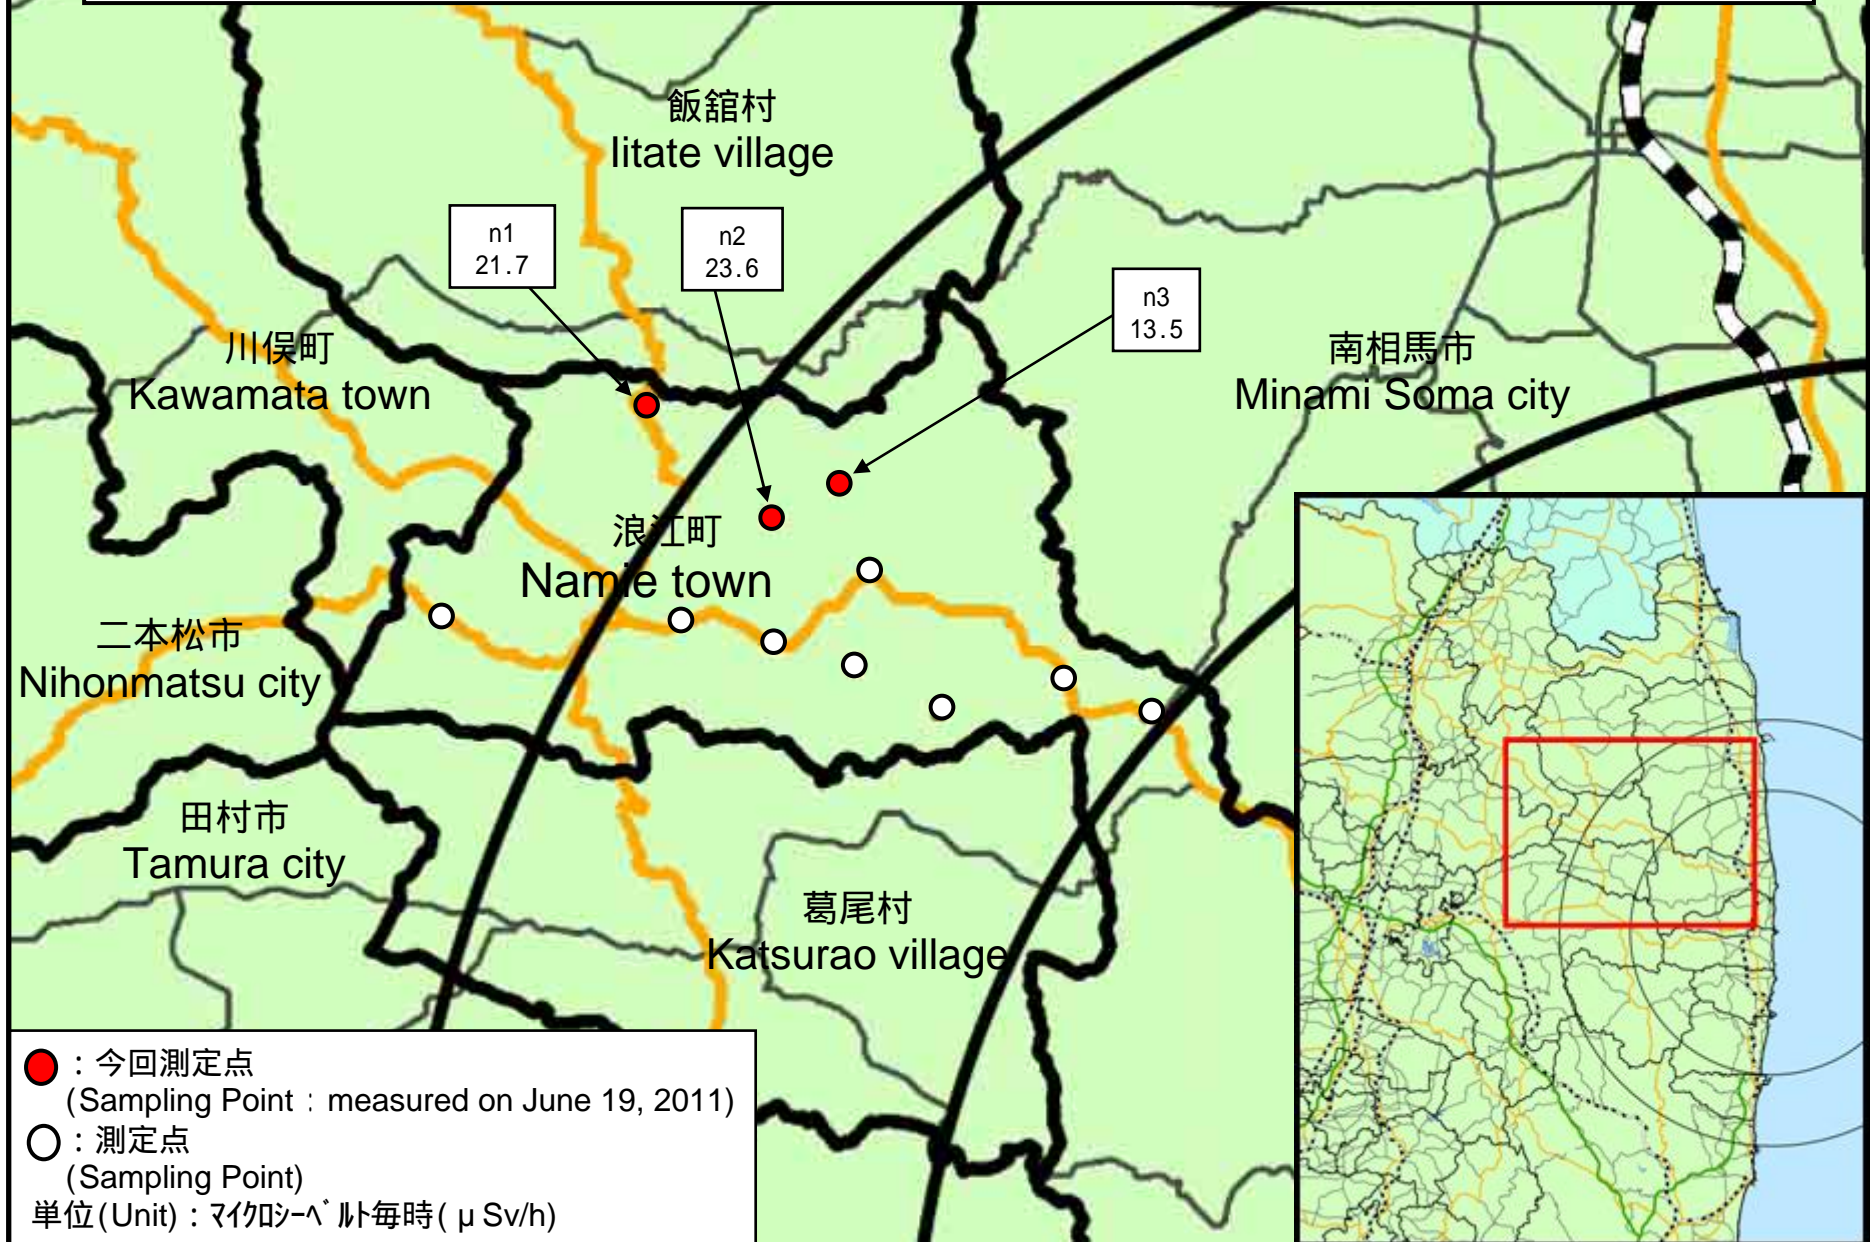 飯舘村
Iitate village
n1
21.7
n2
23.6
n3
13.5
川俣町
Kawamata town
南相馬市
Minami Soma city
浪江町
Namie town
二本松市
Nihonmatsu city
田村市
Tamura city
葛尾村
Katsurao village
：今回測定点
(Sampling Point：measured on June 19, 2011)
：測定点
(Sampling Point)
単位(Unit)：ﾏｲｸﾛｼｰﾍﾞﾙﾄ毎時( μ Sv/h)